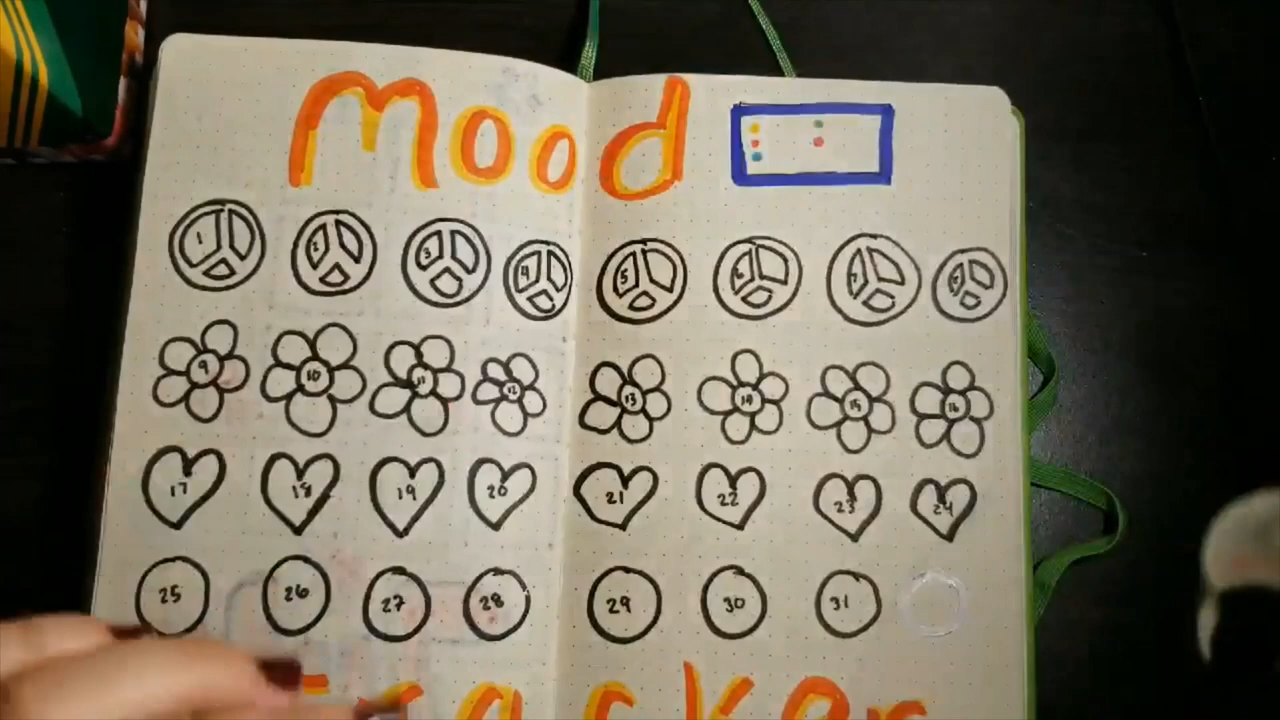 Mood
1 2 3 4 5 6 7 8
9 10 11 12 13 14 15 16
17 18 19 20 21 22 23 24
25 26 27 28 29 30 31
Tracker